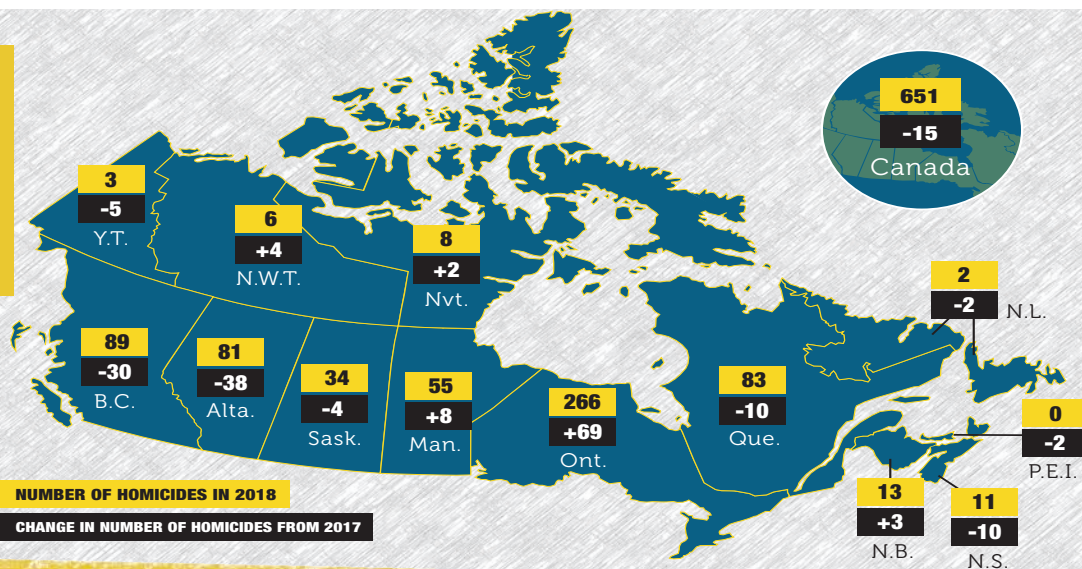 651
-15
Canada
3
-5
Y.T.
6
+4
N.W.T.
8
+2
Nvt.
2
-2
N.L.
89
-30
B.C.
81
-38
Alta.
34
-4
Sask.
55
+8
Man.
266
+69
Ont.
83
-10
Que.
0
-2
P.E.I.
13
+3
N.B.
11
-10
N.S.
NUMBER OF HOMICIDES IN 2018
CHANGE IN NUMBER OF HOMICIDES FROM 2017